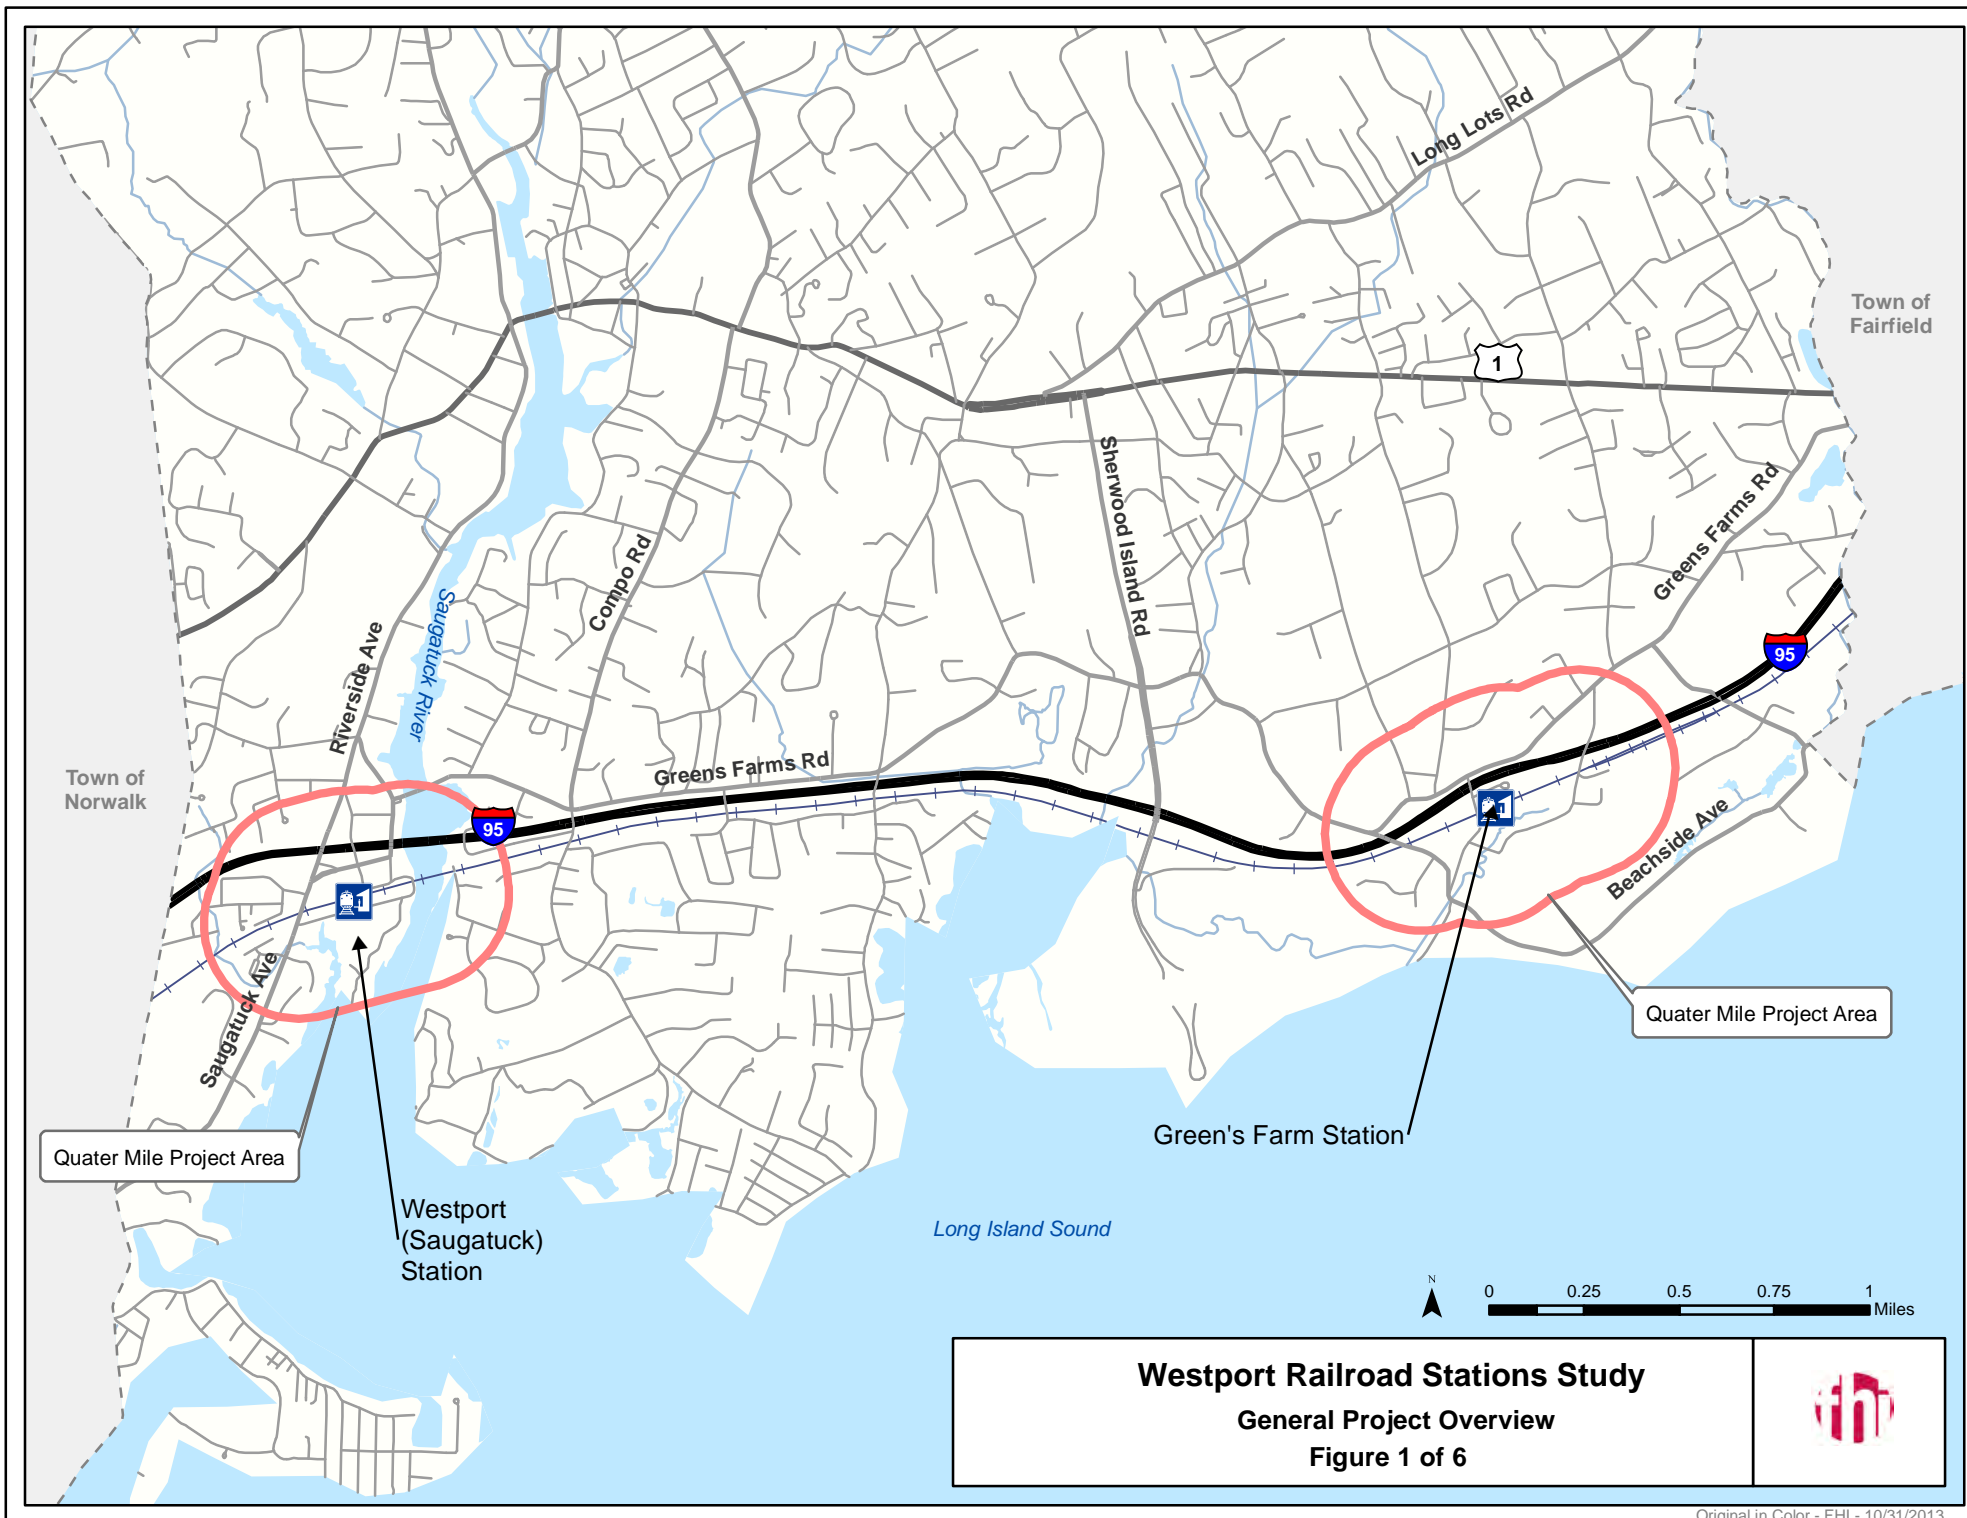 Long Lots Rd
Town of
Fairfield
1
Sherwood Island Rd
Greens Farms Rd
Compo Rd
Saugatuck River
Riverside Ave
95
Town of
Norwalk
Greens Farms Rd
95
Beachside Ave
Saugatuck Ave
Quater Mile Project Area
Green's Farm Station
Quater Mile Project Area
Westport
(Saugatuck)
Station
Long Island Sound
N
0 0.25 0.5 0.75 1
Miles
Westport Railroad Stations Study
General Project Overview
Figure 1 of 6
fhi
Original in Color - FHI - 10/31/2013